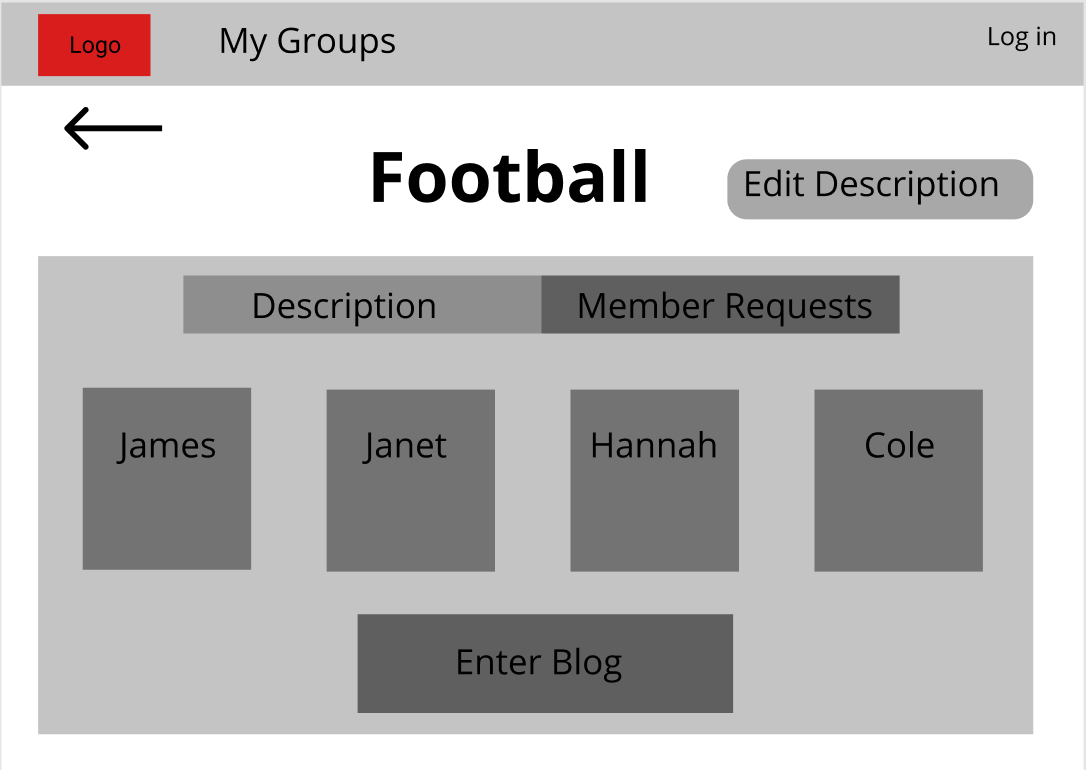 Logo
My Groups
Log in
Football
Edit Description
Description
Member Requests
James
Janet
Hannah
Cole
Enter Blog